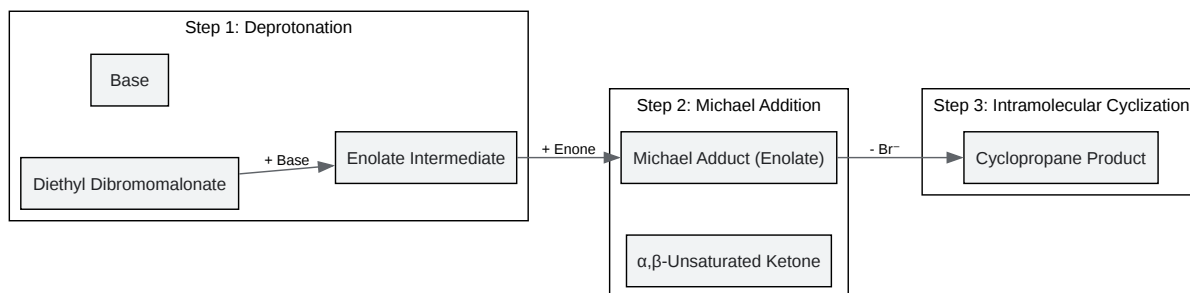 Step 1: Deprotonation
Base
Diethyl Dibromomalonate
+ Base
Enolate Intermediate
+ Enone
Step 2: Michael Addition
Michael Adduct (Enolate)
α,β-Unsaturated Ketone
- Br⁻
Step 3: Intramolecular Cyclization
Cyclopropane Product